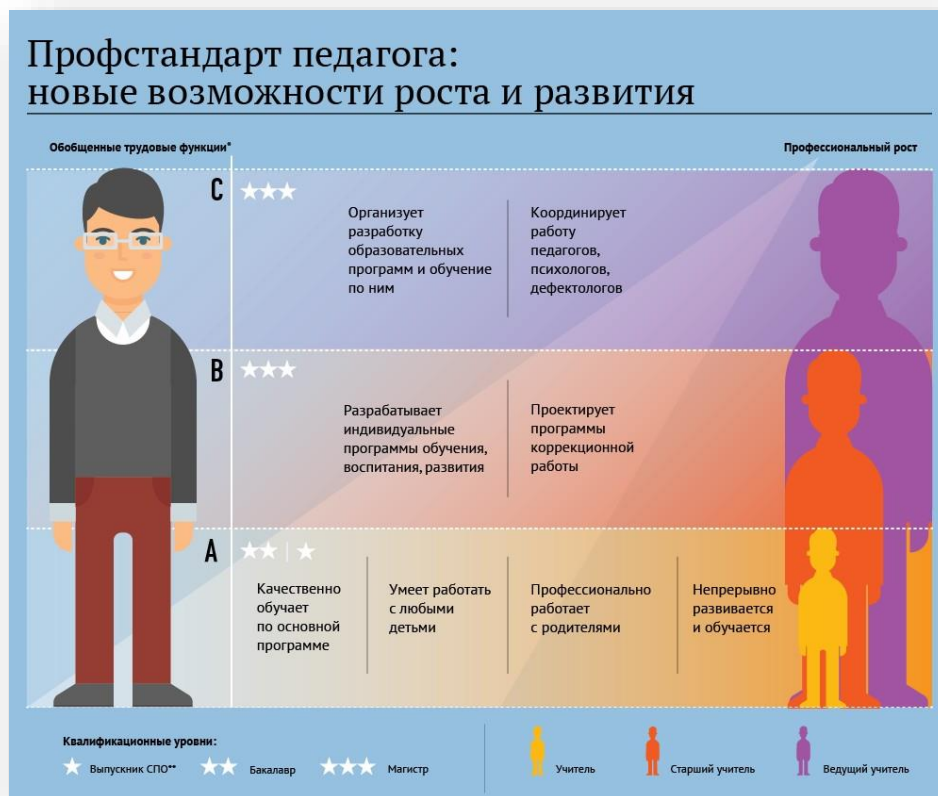 Профстандарт педагога:
новые возможности роста и развития
Обобщенные трудовые функции*
Профессиональный рост
C
Организует
разработку
образовательных
программ и обучение
по ним
Координирует
работу
педагогов,
психологов,
дефектологов
B
Разрабатывает
индивидуальные
программы обучения,
воспитания, развития
Проектирует
программы
коррекционной
работы
A
Качественно
обучает
по основной
программе
Умеет работать
с любыми
детьми
Профессионально
работает
с родителями
Непрерывно
развивается
и обучается
Квалификационные уровни:
Выпускник СПО**
Бакалавр
Магистр
Учитель
Старший учитель
Ведущий учитель